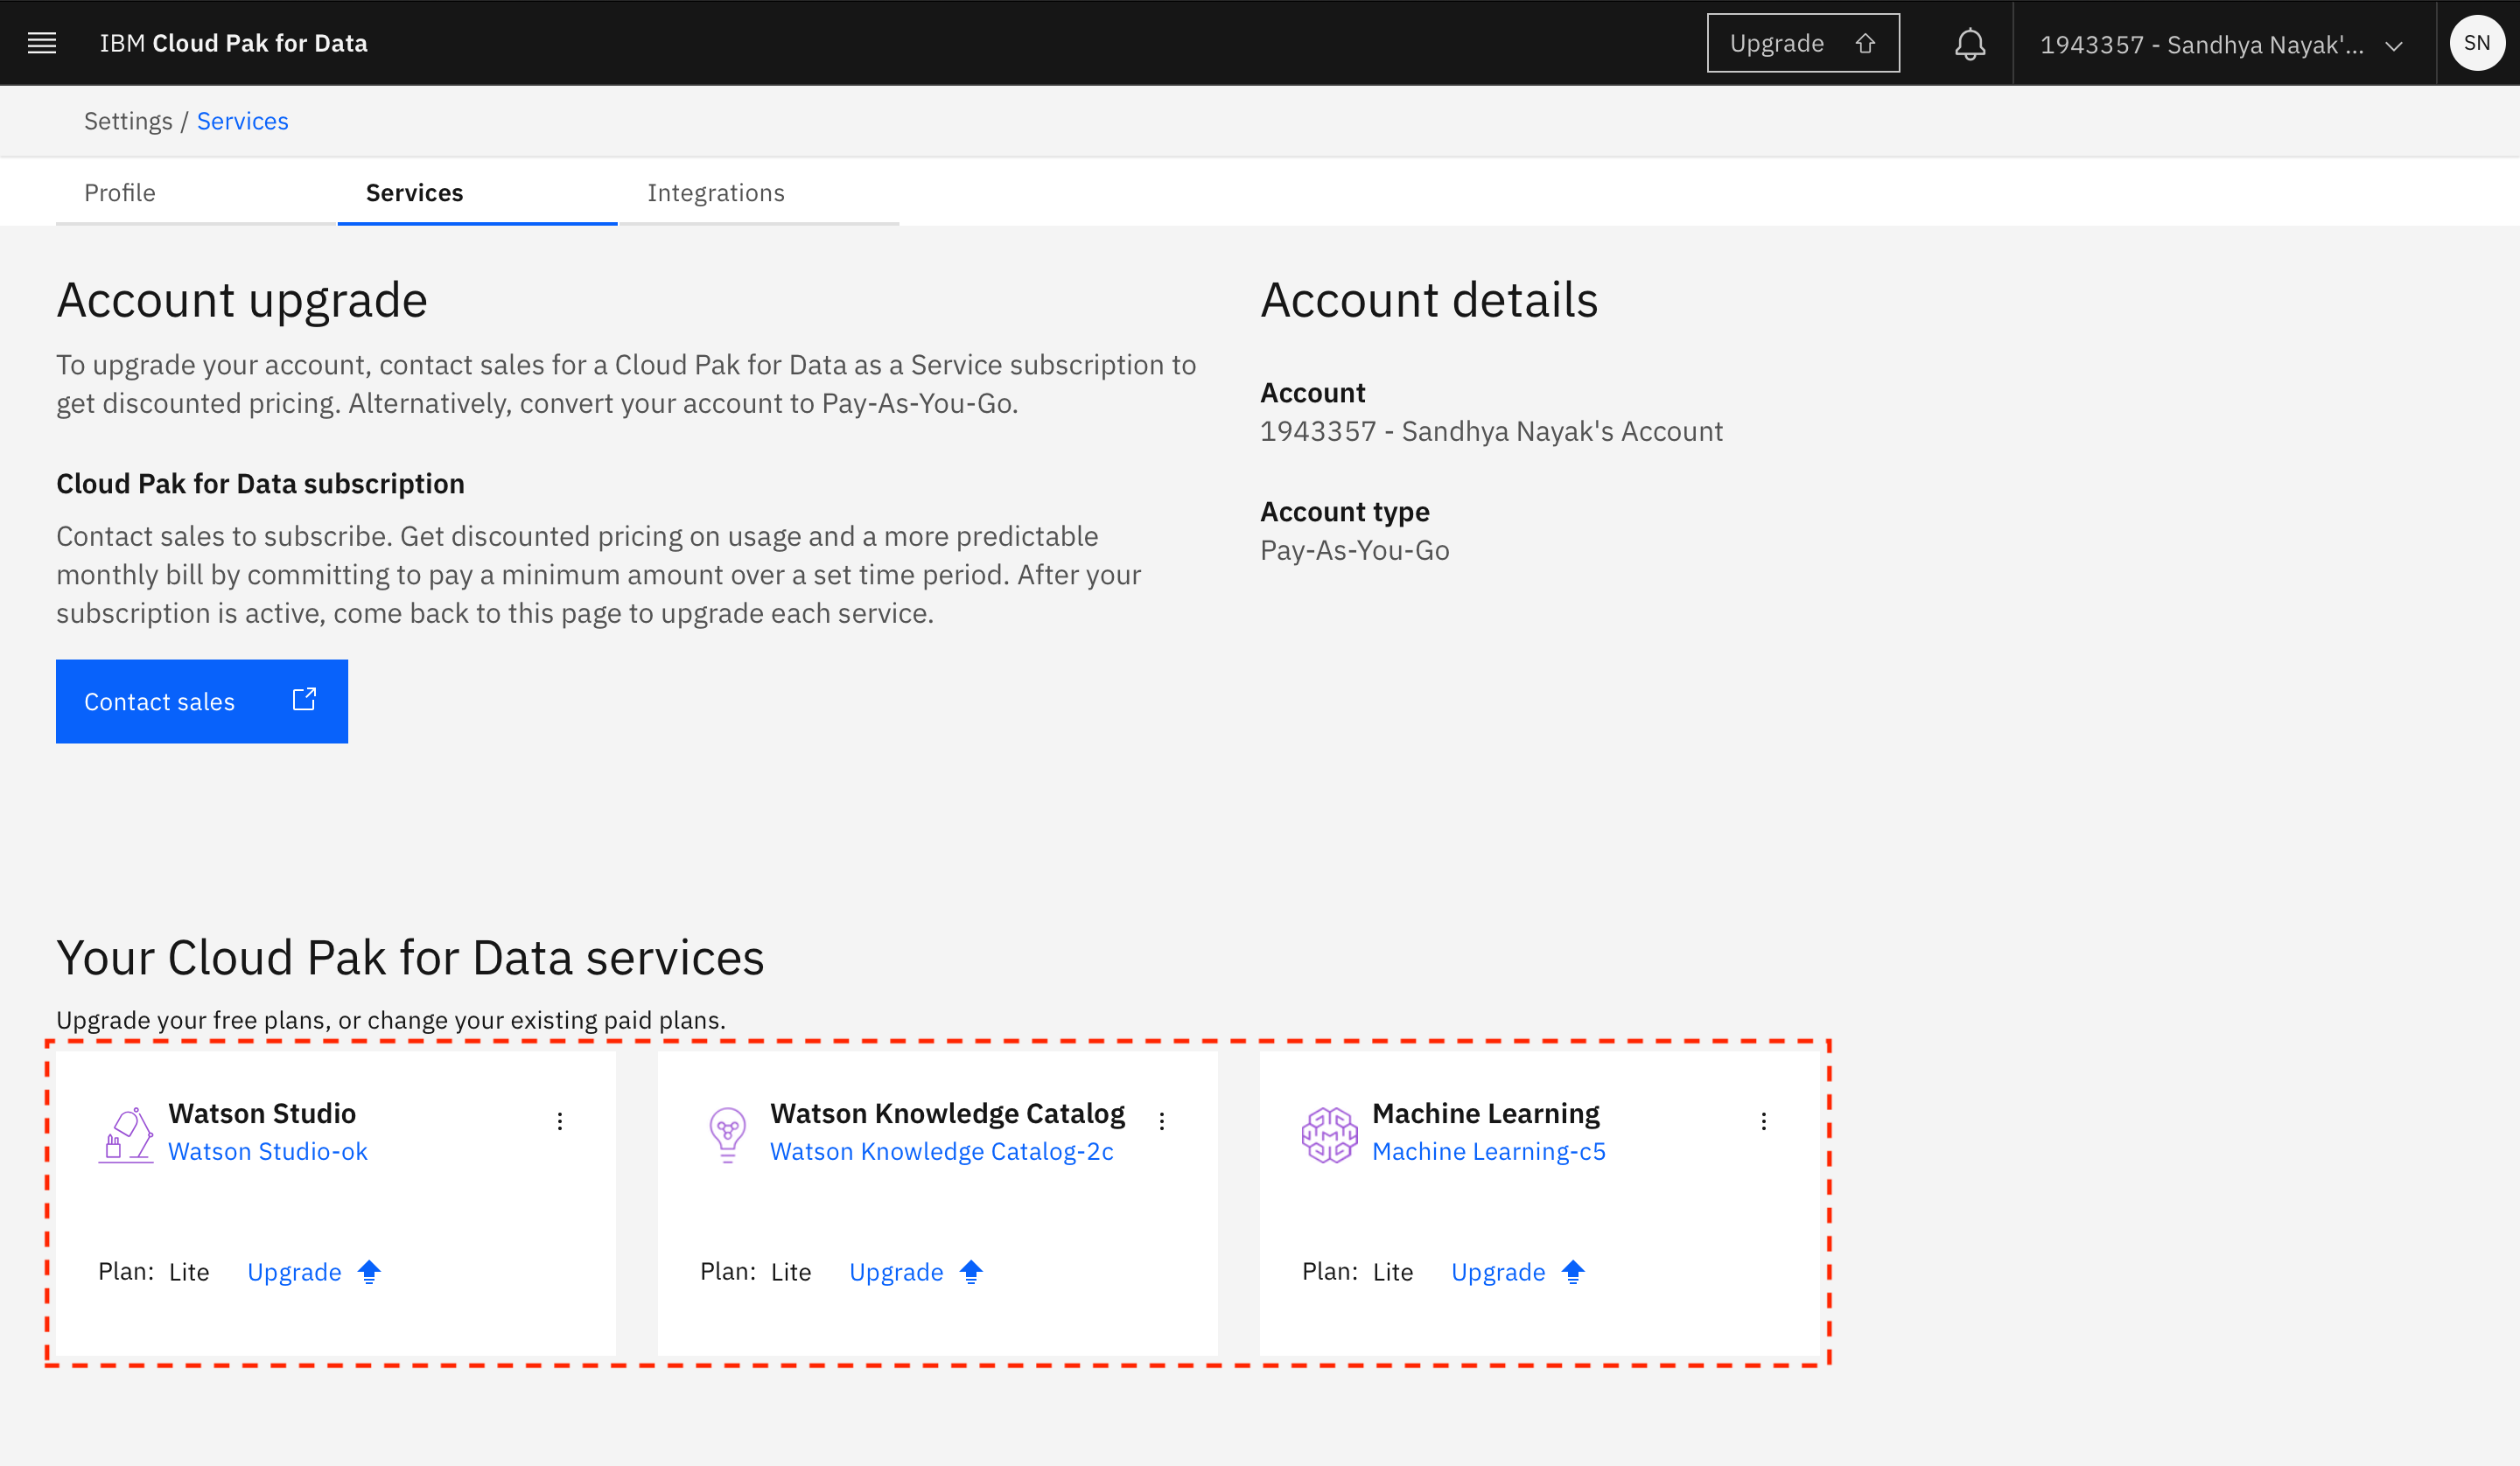 IBM Cloud Pak for Data
Upgrade
1943357 - Sandhya Nayak'...
SN
Settings / Services
Profile
Services
Integrations
Account upgrade
To upgrade your account, contact sales for a Cloud Pak for Data as a Service subscription to
get discounted pricing. Alternatively, convert your account to Pay-As-You-Go.
Cloud Pak for Data subscription
Contact sales to subscribe. Get discounted pricing on usage and a more predictable
monthly bill by committing to pay a minimum amount over a set time period. After your
subscription is active, come back to this page to upgrade each service.
Contact sales
Account details
Account
1943357 - Sandhya Nayak's Account
Account type
Pay-As-You-Go
Your Cloud Pak for Data services
Upgrade your free plans, or change your existing paid plans.
Watson Studio
Watson Studio-ok
Plan: Lite Upgrade
Watson Knowledge Catalog
Watson Knowledge Catalog-2c
Plan: Lite Upgrade
Machine Learning
Machine Learning-c5
Plan: Lite Upgrade